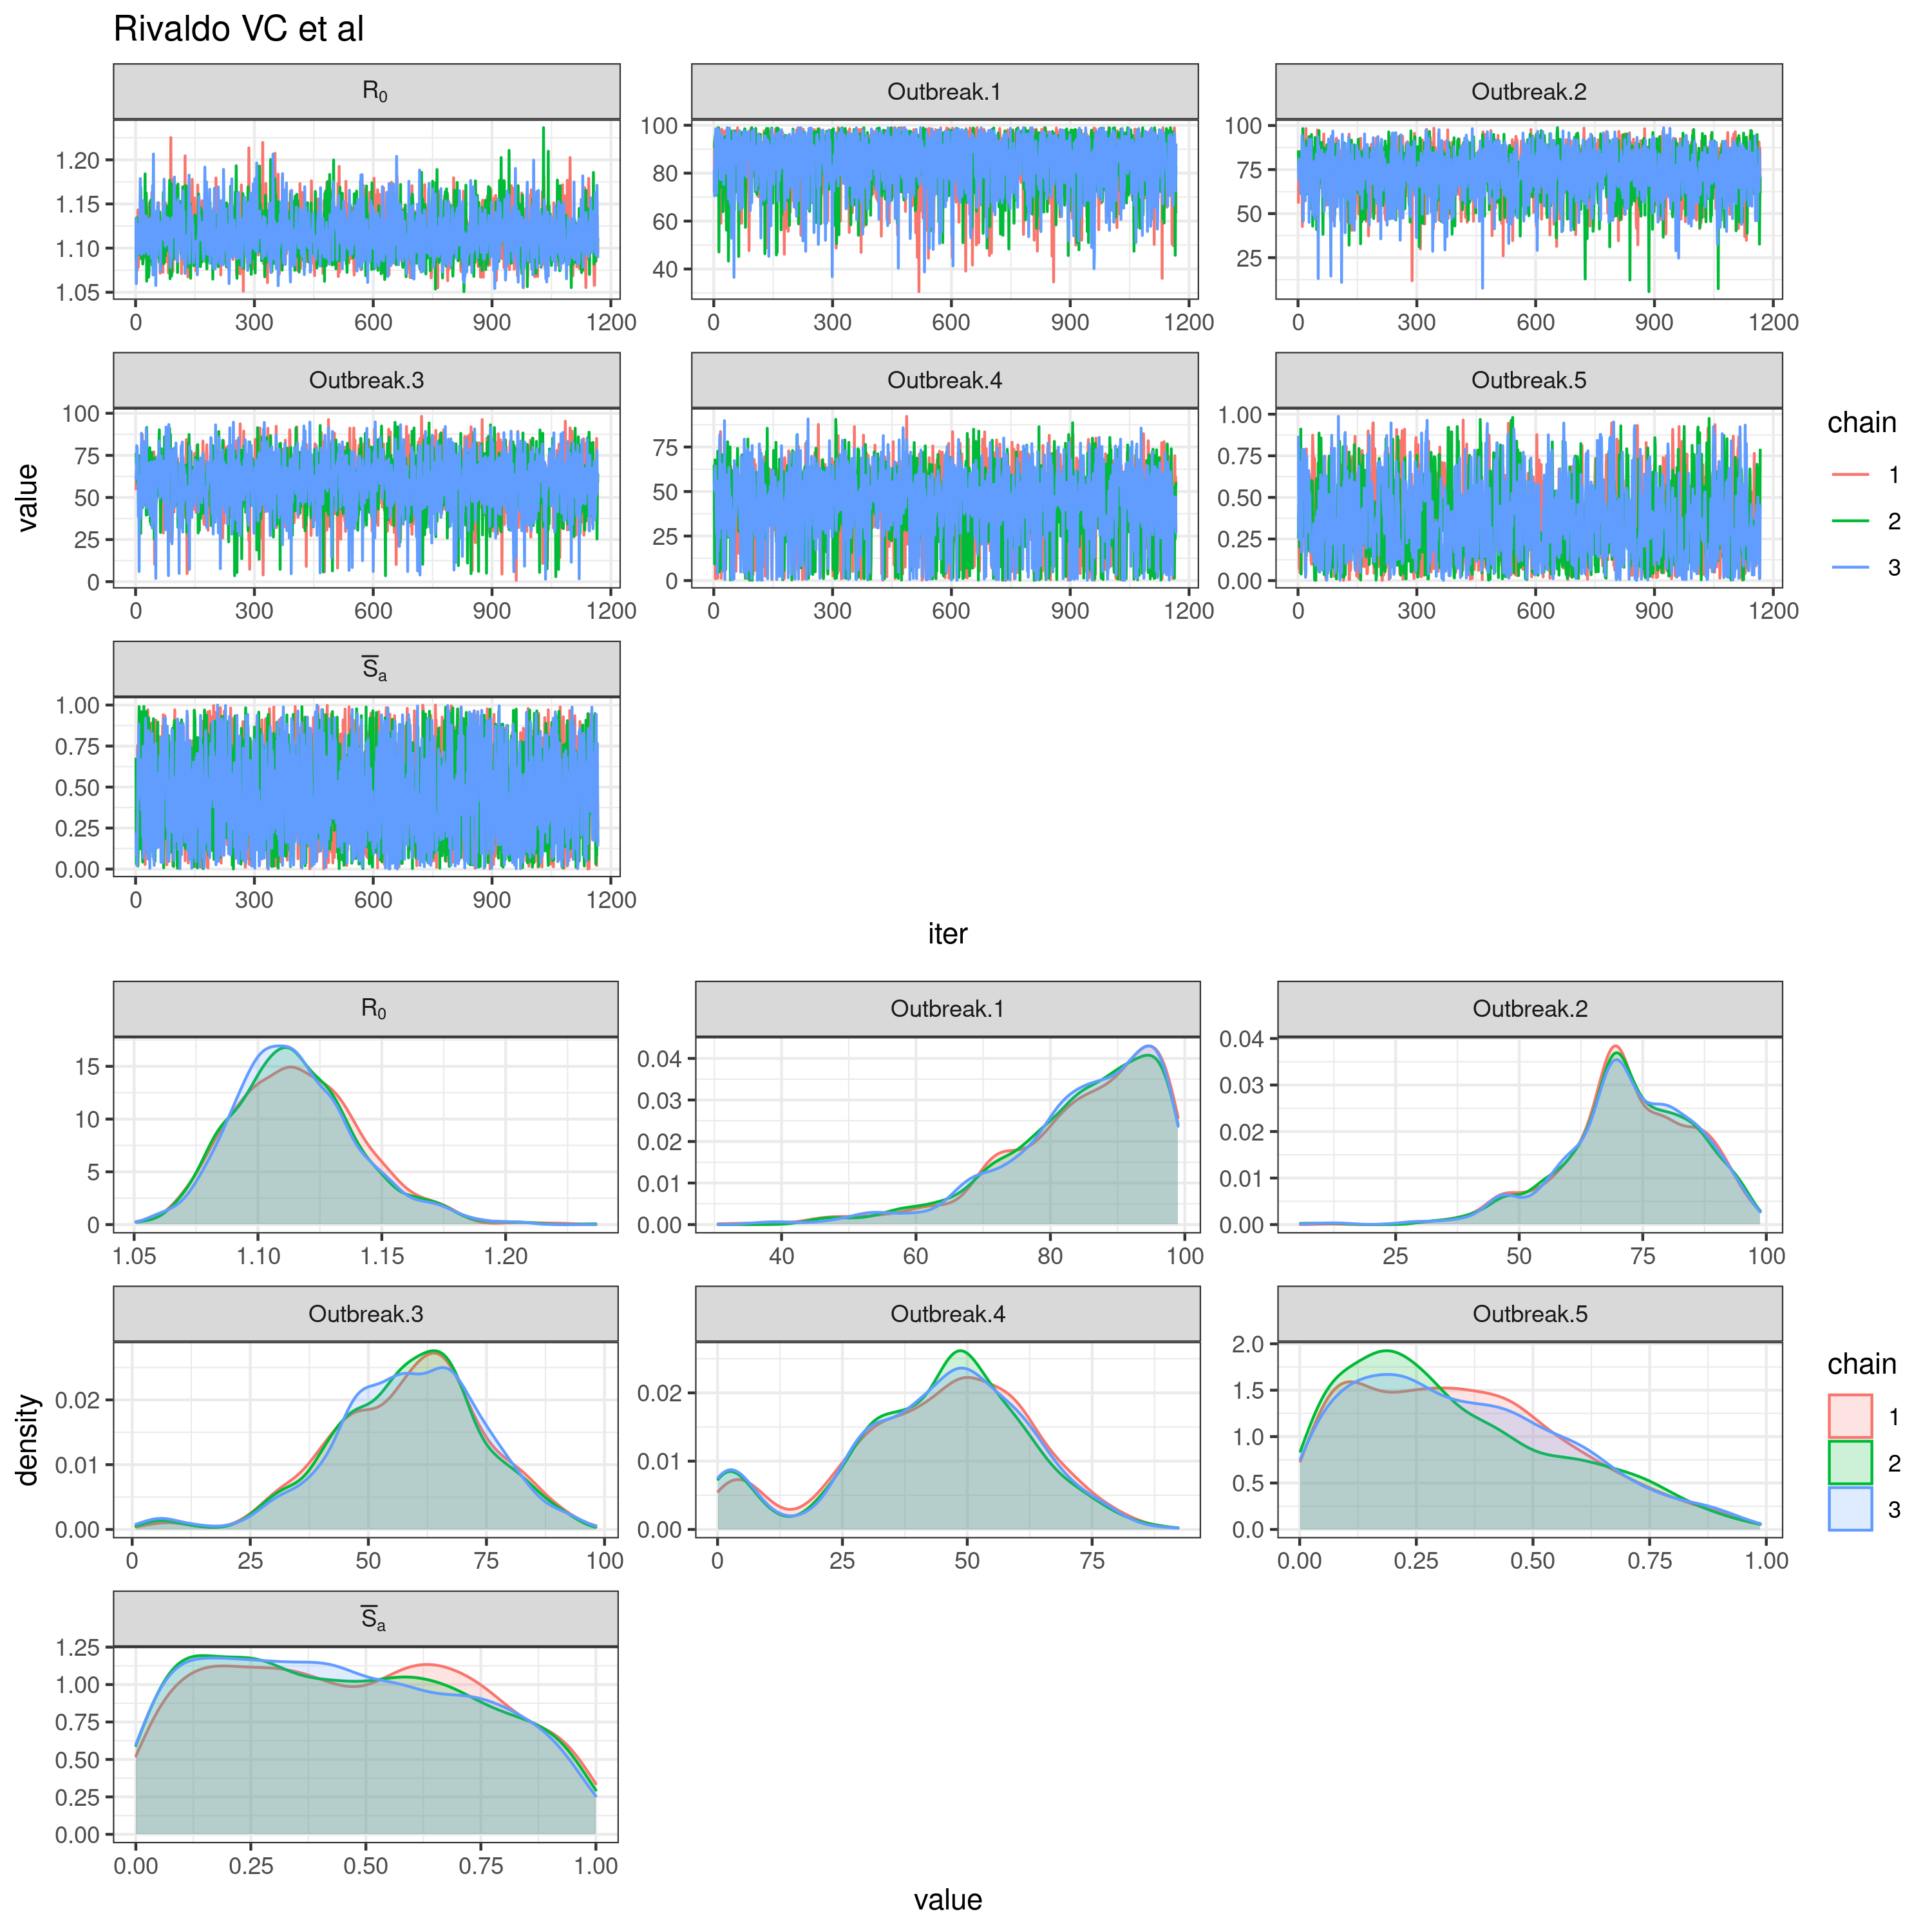 Rivaldo VC et al
R₀ Outbreak.1 Outbreak.2
1.20
1.15
1.10
1.05
0 300 600 900 1200
100
80
60
40
0 300 600 900 1200
100
75
50
25
0 300 600 900 1200
Outbreak.3 Outbreak.4 Outbreak.5
100
75
50
25
0
0 300 600 900 1200
75
50
25
0
0 300 600 900 1200
1.00
0.75
0.50
0.25
0.00
0 300 600 900 1200
S̅ₐ
1.00
0.75
0.50
0.25
0.00
0 300 600 900 1200
value
iter
chain
1
2
3
R₀ Outbreak.1 Outbreak.2
15
10
5
0
1.05 1.10 1.15 1.20
0.04
0.03
0.02
0.01
0.00
40 60 80 100
0.04
0.03
0.02
0.01
0.00
25 50 75 100
Outbreak.3 Outbreak.4 Outbreak.5
0.02
0.01
0.00
0 25 50 75 100
0.02
0.01
0.00
0 25 50 75
2.0
1.5
1.0
0.5
0.0
0.00 0.25 0.50 0.75 1.00
S̅ₐ
1.25
1.00
0.75
0.50
0.25
0.00
0.00 0.25 0.50 0.75 1.00
density
value
chain
1
2
3